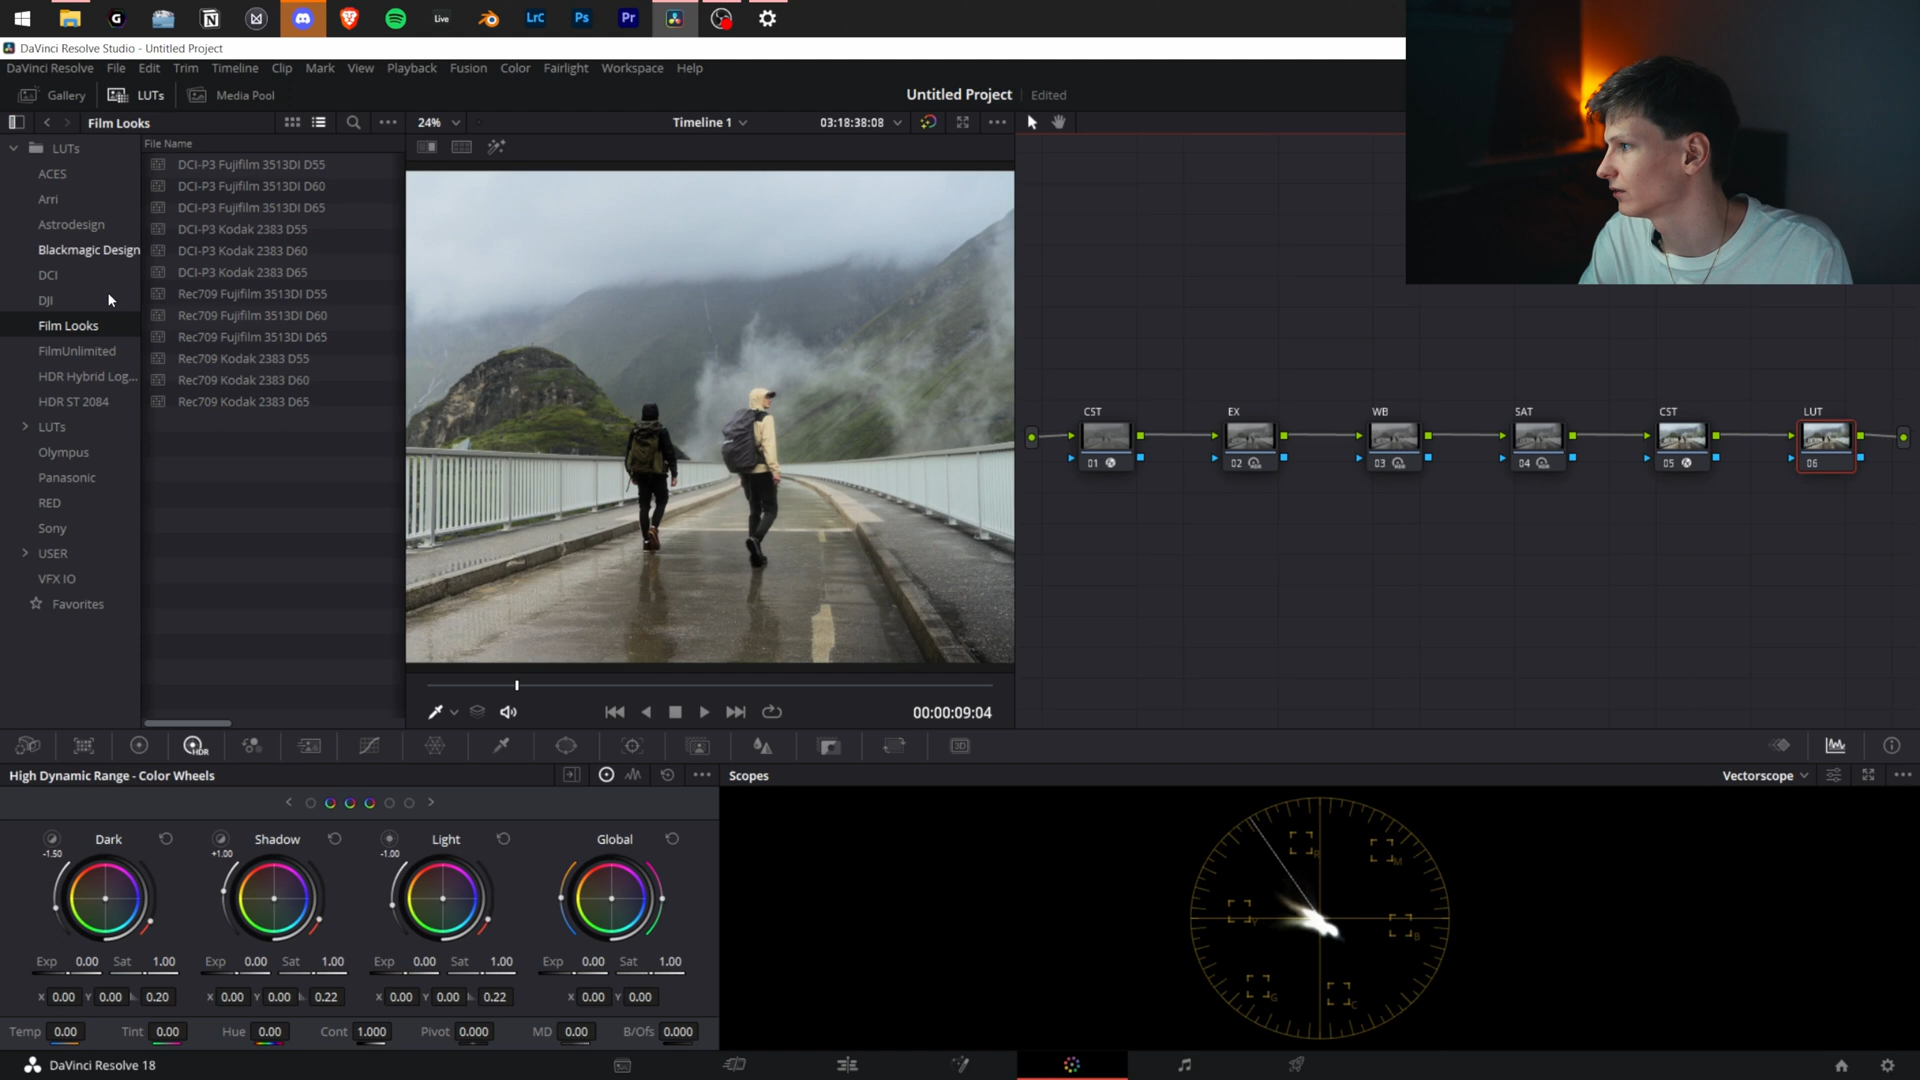 Live
LrC
Ps
Pr
DaVinci Resolve Studio - Untitled Project
DaVinci Resolve File Edit Trim Timeline Clip Mark View Playback Fusion Color Fairlight Workspace Help
Gallery LUTs Media Pool
Untitled Project Edited
Film Looks
24%
Timeline 1
03:18:38:08
LUTs
ACES
Arri
Astrodesign
Blackmagic Design
DCI
DJI
Film Looks
FilmUnlimited
HDR Hybrid Log...
HDR ST 2084
LUTs
Olympus
Panasonic
RED
Sony
USER
VFX IO
Favorites
File Name
DCI-P3 Fujifilm 3513DI D55
DCI-P3 Fujifilm 3513DI D60
DCI-P3 Fujifilm 3513DI D65
DCI-P3 Kodak 2383 D55
DCI-P3 Kodak 2383 D60
DCI-P3 Kodak 2383 D65
Rec709 Fujifilm 3513DI D55
Rec709 Fujifilm 3513DI D60
Rec709 Fujifilm 3513DI D65
Rec709 Kodak 2383 D55
Rec709 Kodak 2383 D60
Rec709 Kodak 2383 D65
00:00:09:04
CST EX WB SAT CST LUT
01 02 03 04 05 06
HDR
3D
High Dynamic Range - Color Wheels
Scopes
Vectorscope
Dark Shadow Light Global
-1.50 +1.00 -1.00
Exp 0.00 Sat 1.00 Exp 0.00 Sat 1.00 Exp 0.00 Sat 1.00 Exp 0.00 Sat 1.00
X 0.00 Y 0.00 0.20 X 0.00 Y 0.00 0.22 X 0.00 Y 0.00 0.22 X 0.00 Y 0.00
Temp 0.00 Tint 0.00 Hue 0.00 Cont 1.000 Pivot 0.000 MD 0.00 B/Ofs 0.000
R
M
Y
B
G
C
DaVinci Resolve 18